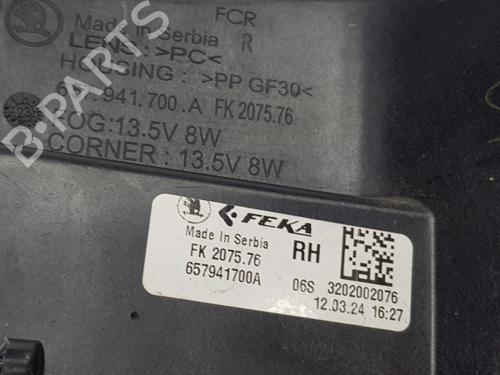 FCR
Made in Serbia R
LENS: >PC<
HOUSING : >PP GF30<
657.941.700.A FK 2075.76
FOG:13.5V 8W
CORNER : 13.5V 8W
B-PARTS
FEKA
Made In Serbia
FK 2075.76
657941700A
RH
06S 3202002076
12.03.24 16:27